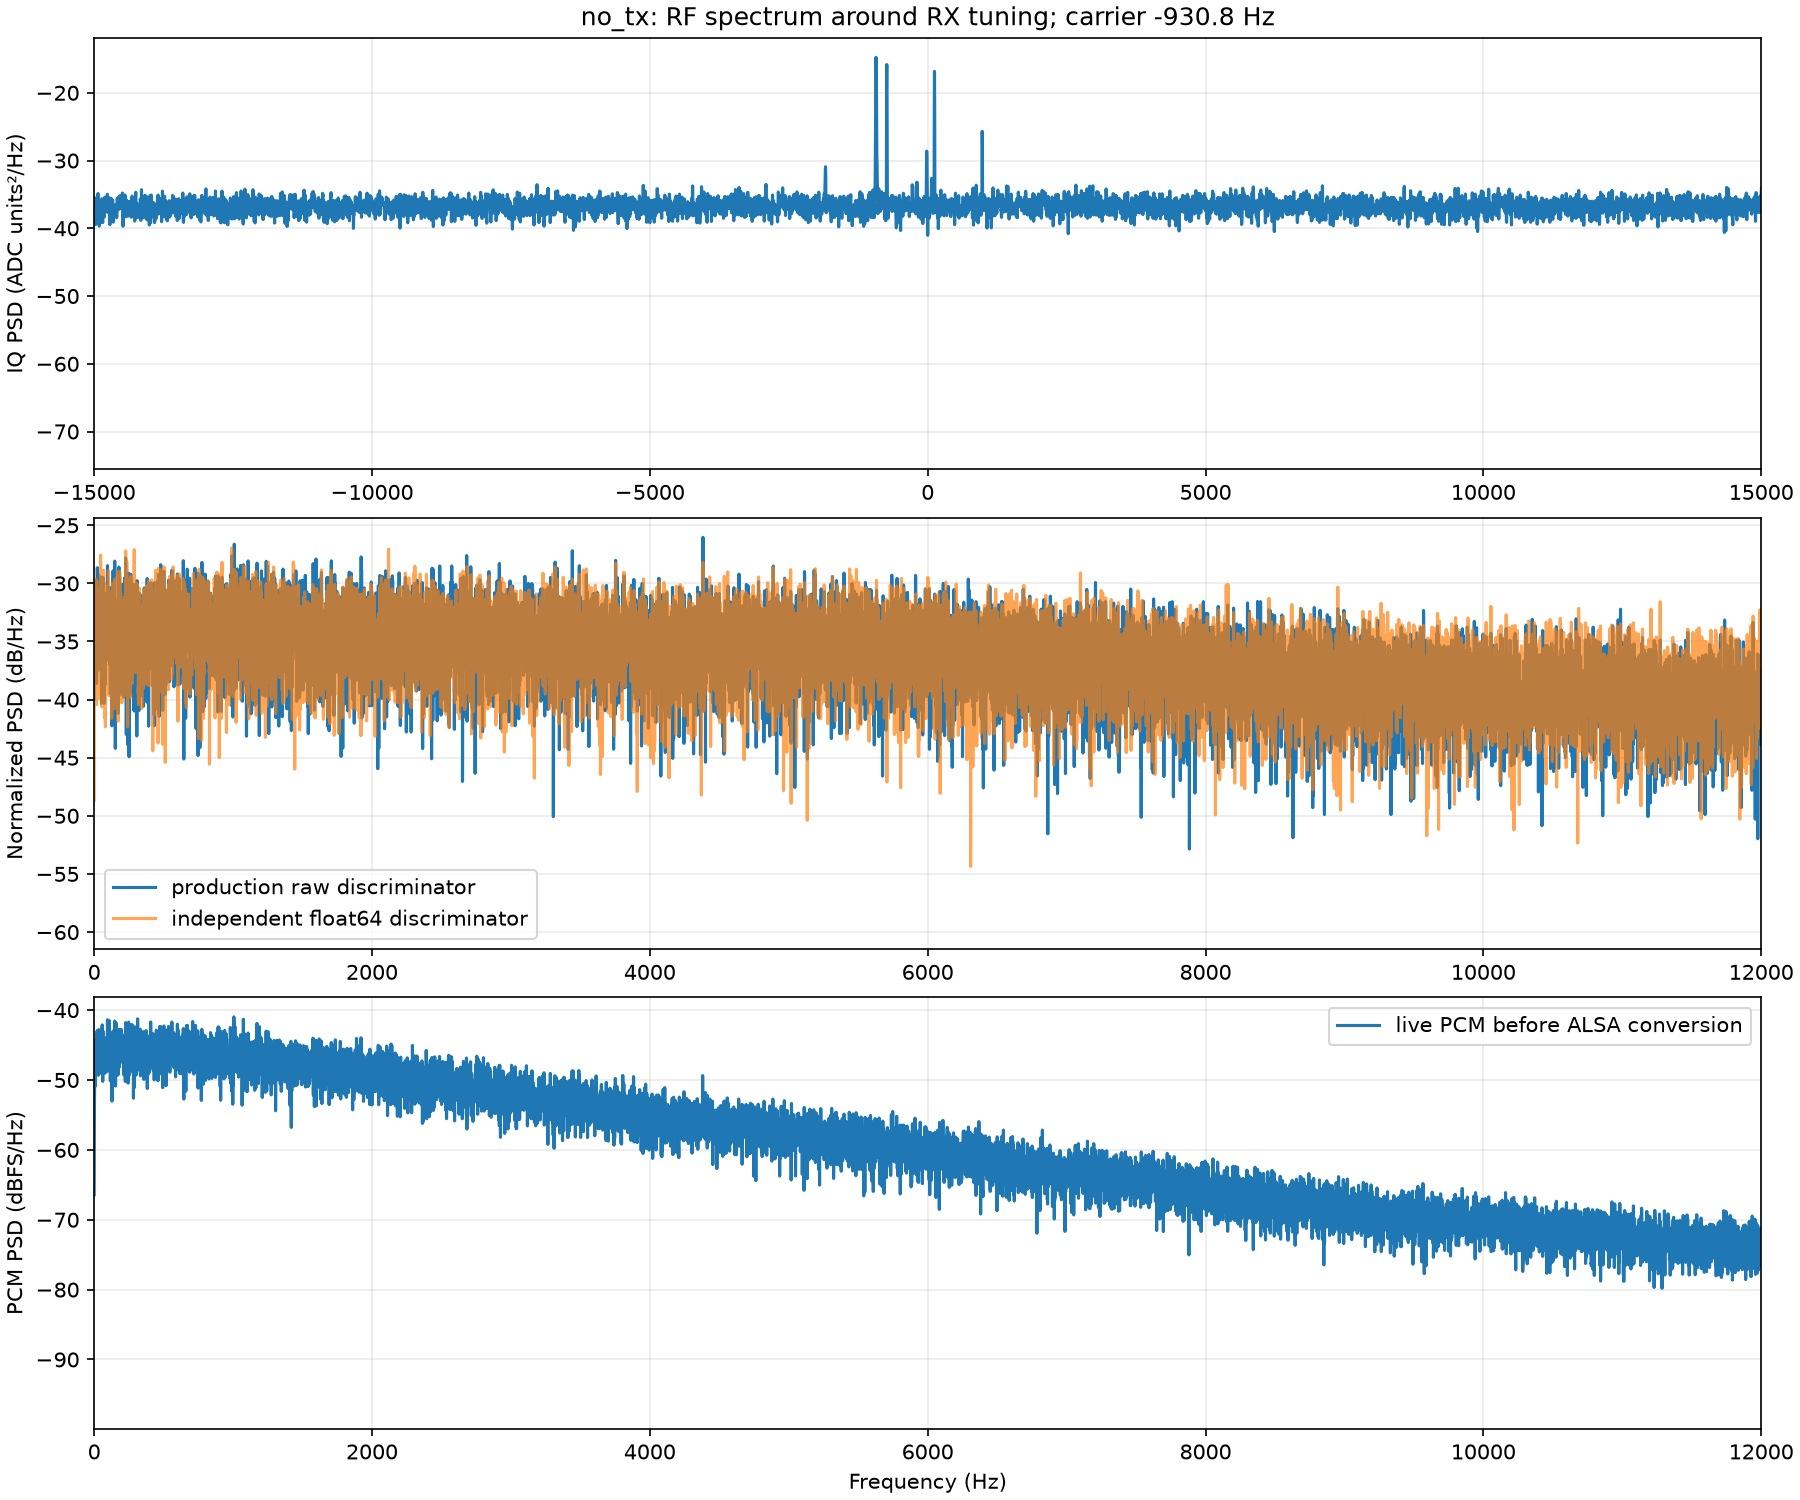 no_tx: RF spectrum around RX tuning; carrier -930.8 Hz
IQ PSD (ADC units²/Hz)
−20
−30
−40
−50
−60
−70
−15000 −10000 −5000 0 5000 10000 15000
Normalized PSD (dB/Hz)
−25
−30
−35
−40
−45
−50
−55
−60
production raw discriminator
independent float64 discriminator
0 2000 4000 6000 8000 10000 12000
PCM PSD (dBFS/Hz)
−40
−50
−60
−70
−80
−90
live PCM before ALSA conversion
0 2000 4000 6000 8000 10000 12000
Frequency (Hz)